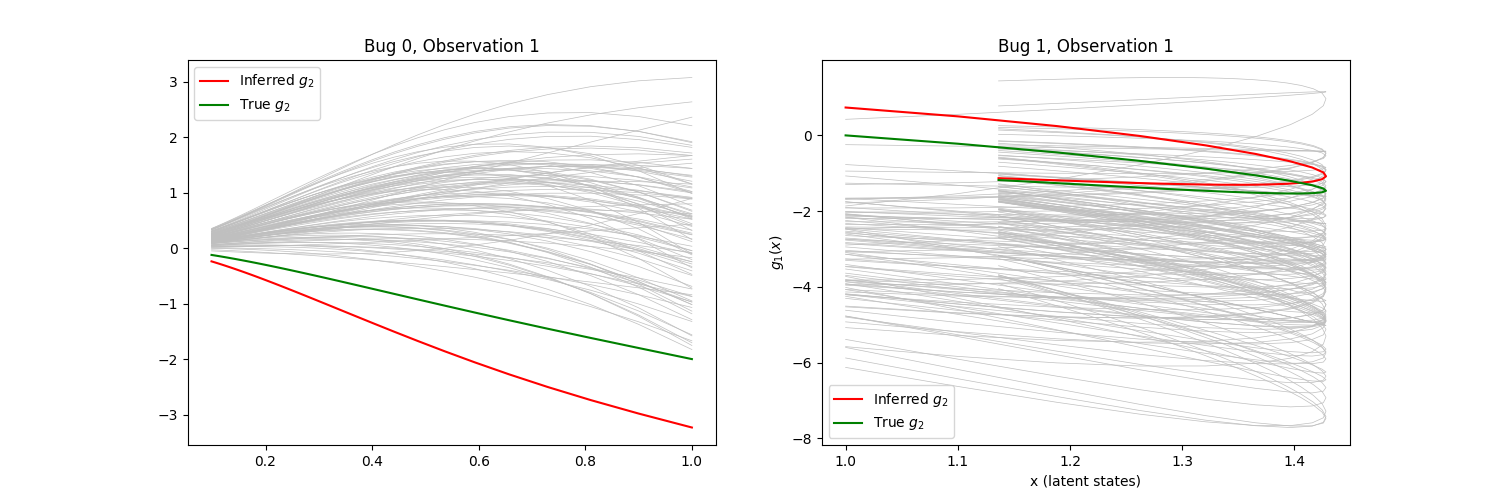 Bug 0, Observation 1
Inferred g₂
True g₂
3
2
1
0
−1
−2
−3
0.2 0.4 0.6 0.8 1.0
Bug 1, Observation 1
0
−2
−4
−6
−8
g₁(x)
Inferred g₂
True g₂
1.0 1.1 1.2 1.3 1.4
x (latent states)